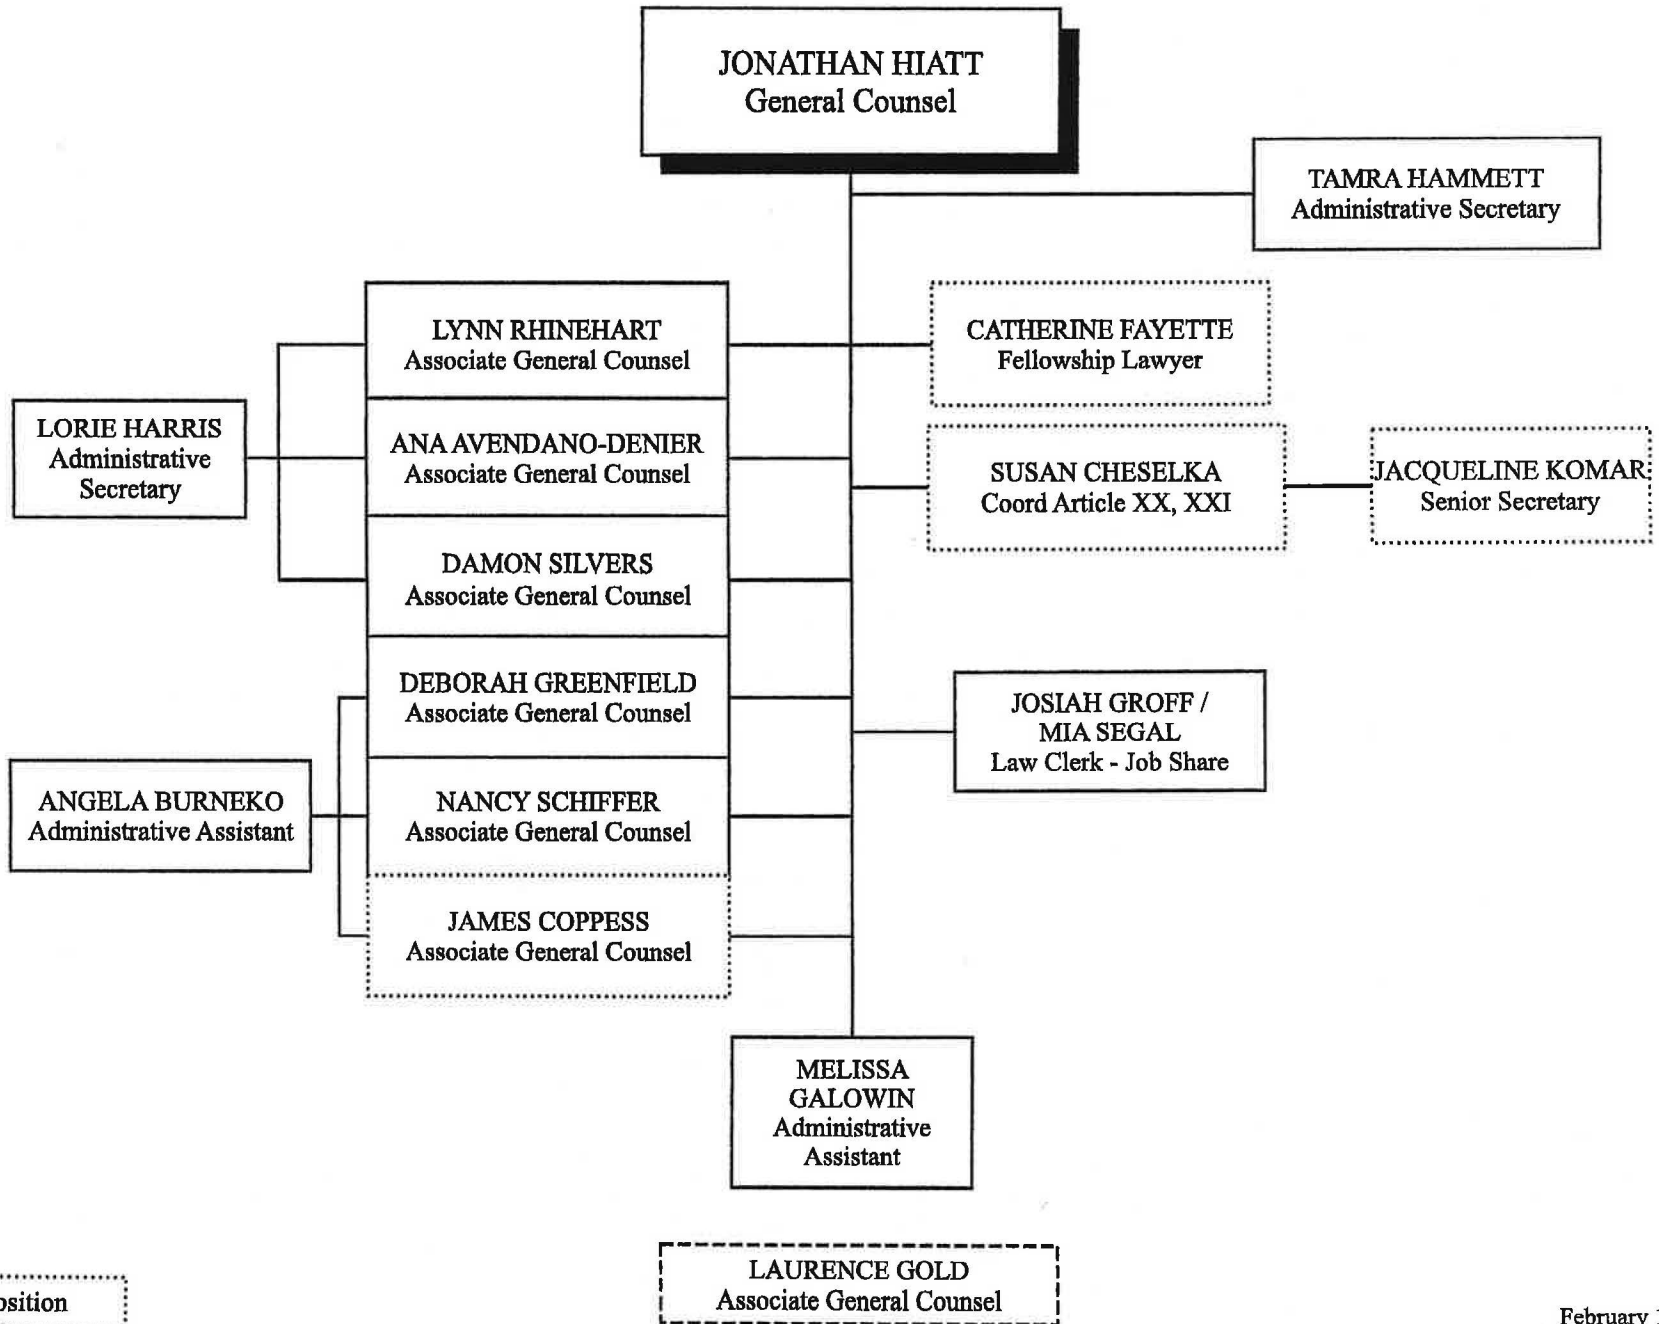 JONATHAN HIATT
General Counsel
TAMRA HAMMETT
Administrative Secretary
LYNN RHINEHART
Associate General Counsel
CATHERINE FAYETTE
Fellowship Lawyer
LORIE HARRIS
Administrative
Secretary
ANA AVENDANO-DENIER
Associate General Counsel
SUSAN CHESELKA
Coord Article XX, XXI
JACQUELINE KOMAR
Senior Secretary
DAMON SILVERS
Associate General Counsel
DEBORAH GREENFIELD
Associate General Counsel
JOSIAH GROFF /
MIA SEGAL
Law Clerk - Job Share
ANGELA BURNEKO
Administrative Assistant
NANCY SCHIFFER
Associate General Counsel
JAMES COPPESS
Associate General Counsel
MELISSA
GALOWIN
Administrative
Assistant
LAURENCE GOLD
Associate General Counsel
February